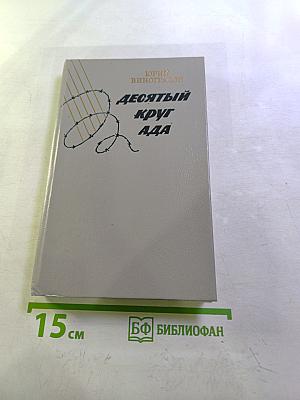 ЮРИЙ
ВИНОГРАДОВ
ДЕСЯТЫЙ
КРУГ
АДА
15 см
БФ БИБЛИОФАН